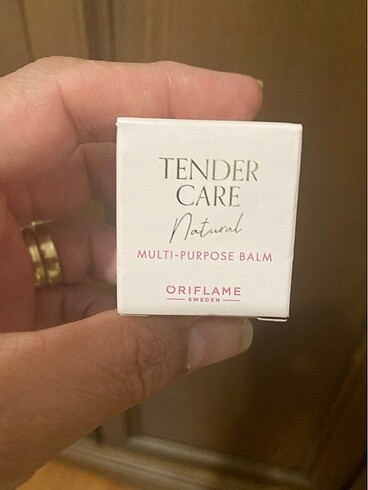 TENDER
CARE
Natural
MULTI-PURPOSE BALM
ORIFLAME
SWEDEN